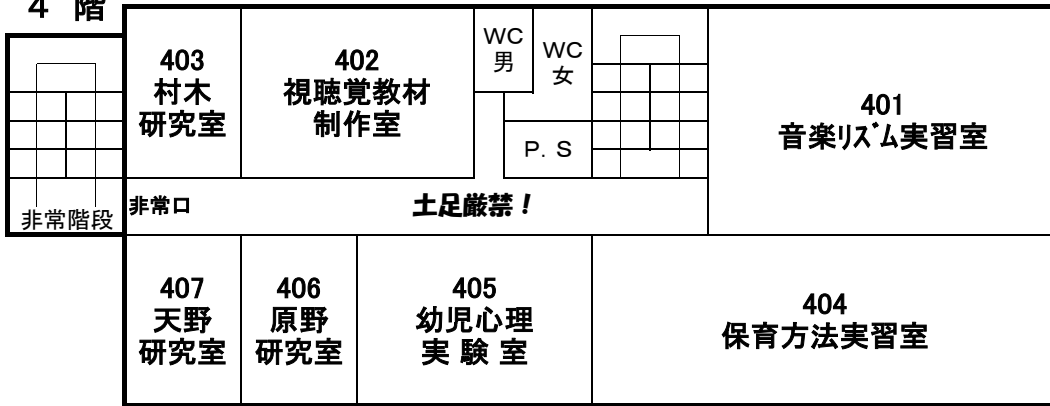 4 階
403
村木
研究室
402
視聴覚教材
制作室
WC
男
WC
女
P. S
401
音楽ﾘｽﾞﾑ実習室
非常階段
非常口
土足厳禁！
407
天野
研究室
406
原野
研究室
405
幼児心理
実 験 室
404
保育方法実習室